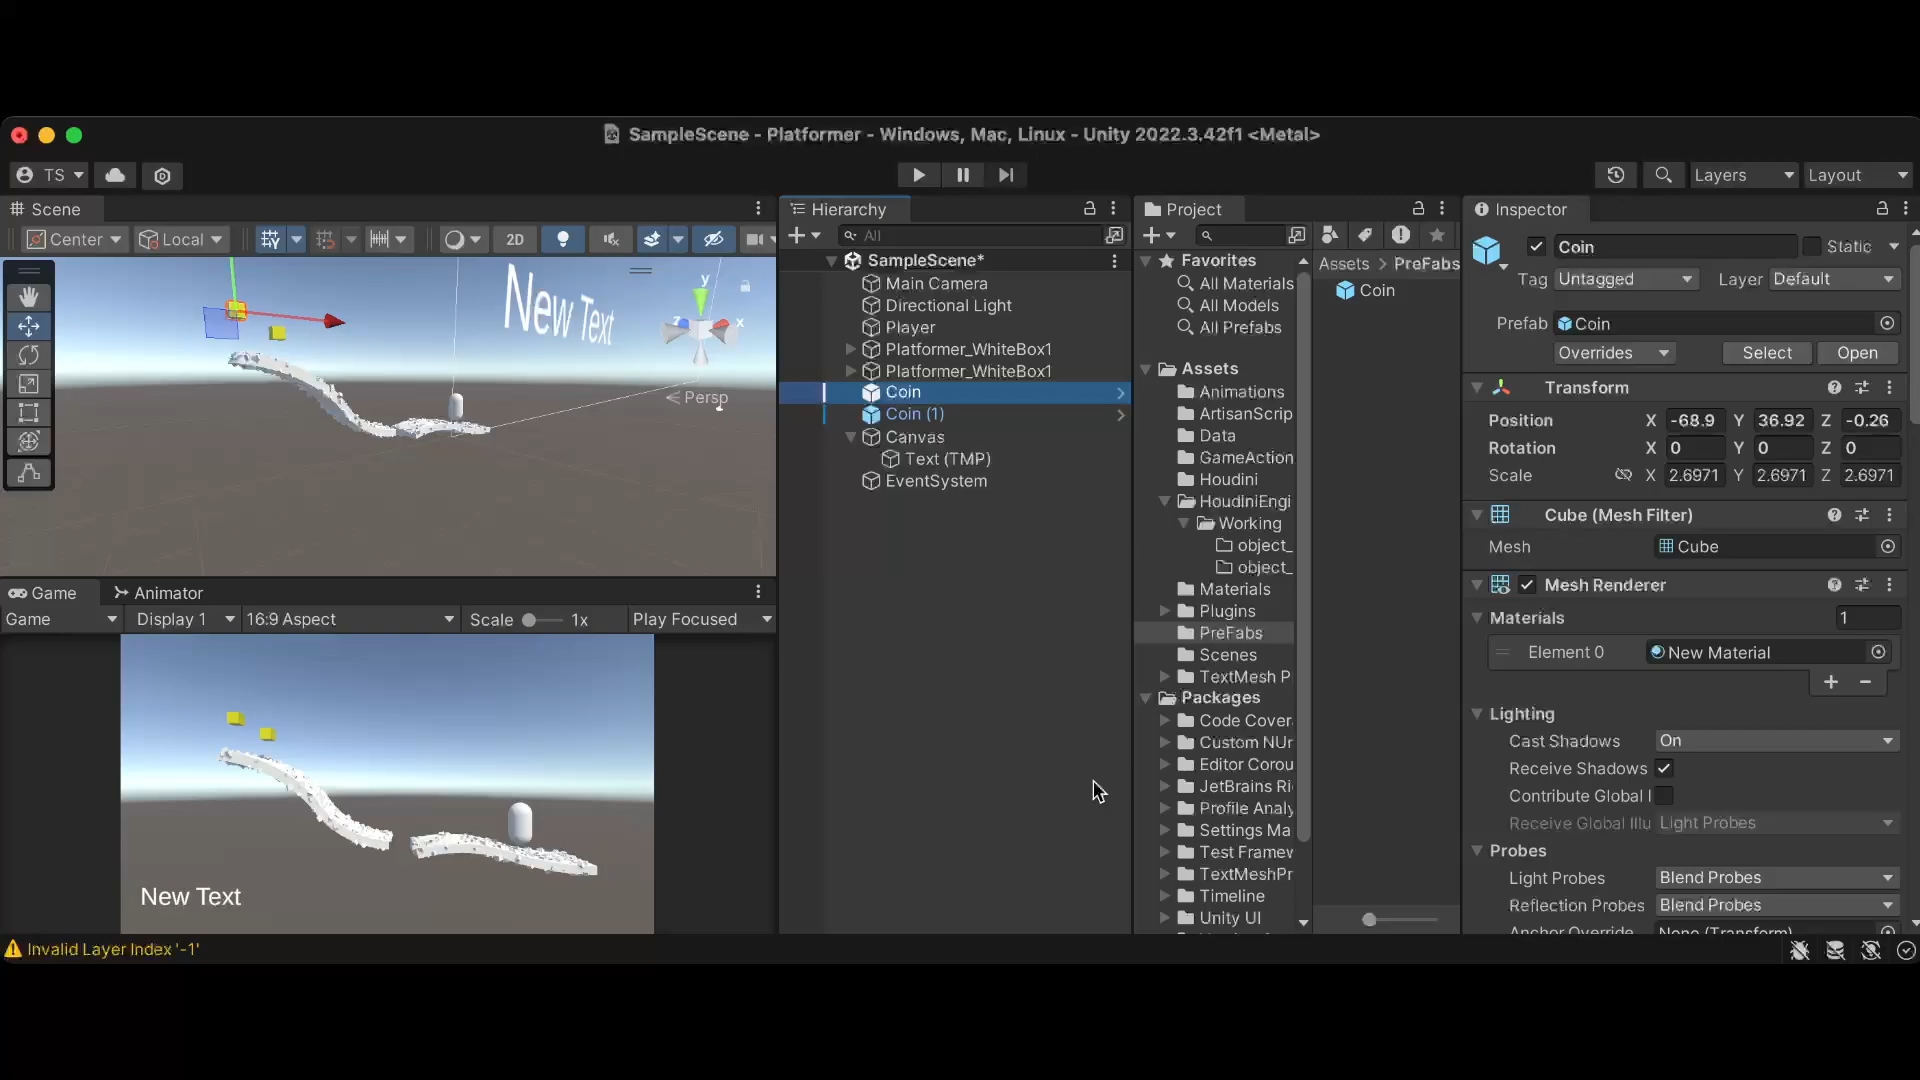 SampleScene - Platformer - Windows, Mac, Linux - Unity 2022.3.42f1 <Metal>
TS
Layers
Layout
Scene
Center
Local
2D
New Text
y
x
z
Persp
Game
Animator
Game
Display 1
16:9 Aspect
Scale
1x
Play Focused
New Text
Hierarchy
All
SampleScene*
Main Camera
Directional Light
Player
Platformer_WhiteBox1
Platformer_WhiteBox1
Coin
Coin (1)
Canvas
Text (TMP)
EventSystem
Project
Favorites
All Materials
All Models
All Prefabs
Assets
Animations
ArtisanScrip
Data
GameAction
Houdini
HoudiniEngi
Working
object_
object_
Materials
Plugins
PreFabs
Scenes
TextMesh P
Packages
Code Cover
Custom NUn
Editor Corou
JetBrains Ri
Profile Analy
Settings Ma
Test Framew
TextMeshPr
Timeline
Unity UI
Assets > PreFabs
Coin
Inspector
Coin
Static
Tag Untagged
Layer Default
Prefab Coin
Overrides
Select
Open
Transform
Position X -68.9 Y 36.92 Z -0.26
Rotation X 0 Y 0 Z 0
Scale X 2.6971 Y 2.6971 Z 2.6971
Cube (Mesh Filter)
Mesh Cube
Mesh Renderer
Materials 1
Element 0 New Material
Lighting
Cast Shadows On
Receive Shadows
Contribute Global I
Receive Global Illu Light Probes
Probes
Light Probes Blend Probes
Reflection Probes Blend Probes
Anchor Override None (Transform)
Invalid Layer Index '-1'